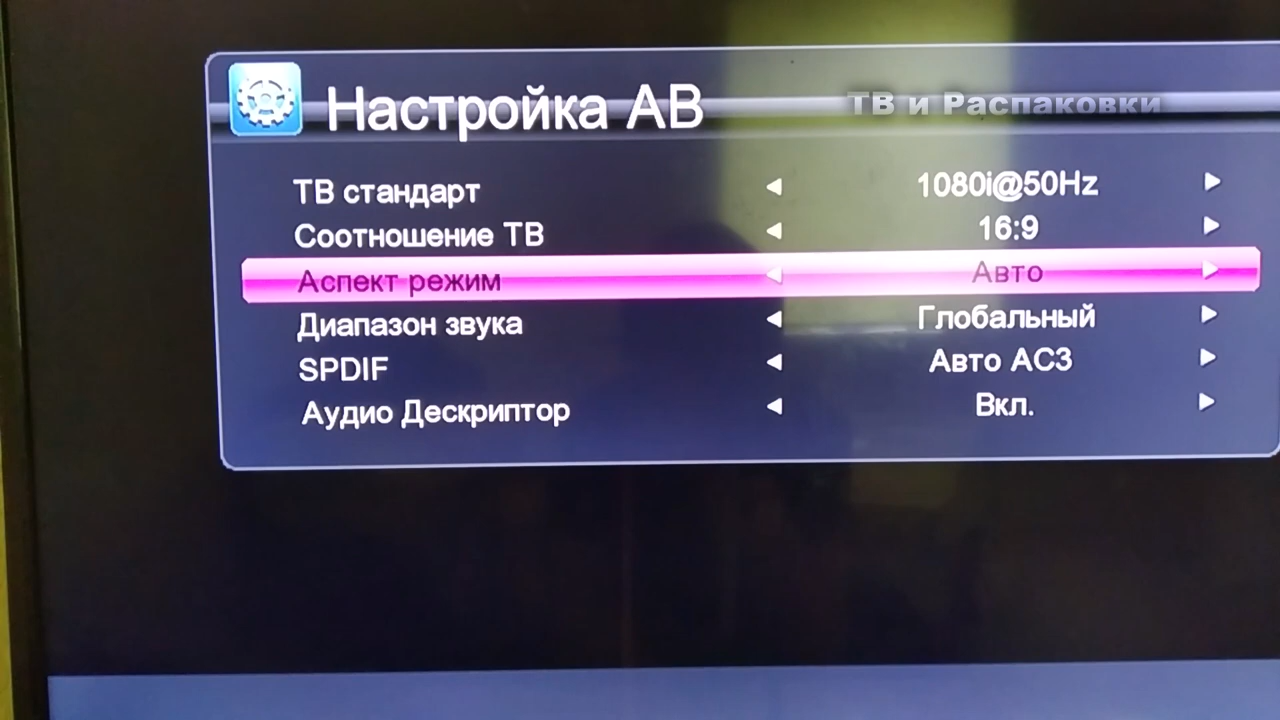 Настройка АВ
ТВ и Распаковки
ТВ стандарт 1080i@50Hz
Соотношение ТВ 16:9
Аспект режим Авто
Диапазон звука Глобальный
SPDIF Авто AC3
Аудио Дескриптор Вкл.